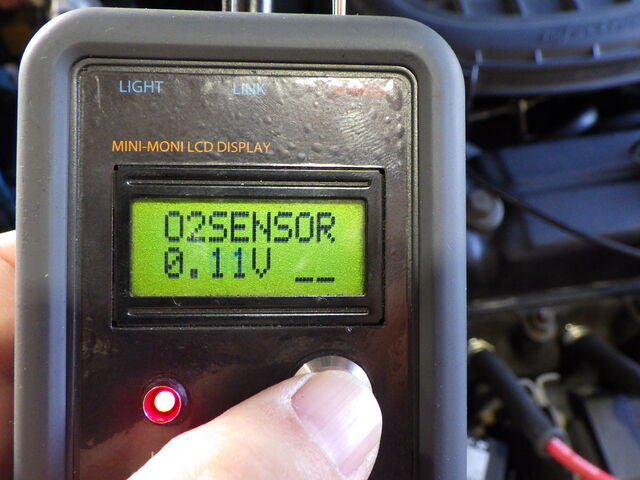 LIGHT LINK
MINI-MONI LCD DISPLAY
O2SENSOR
0.11V __